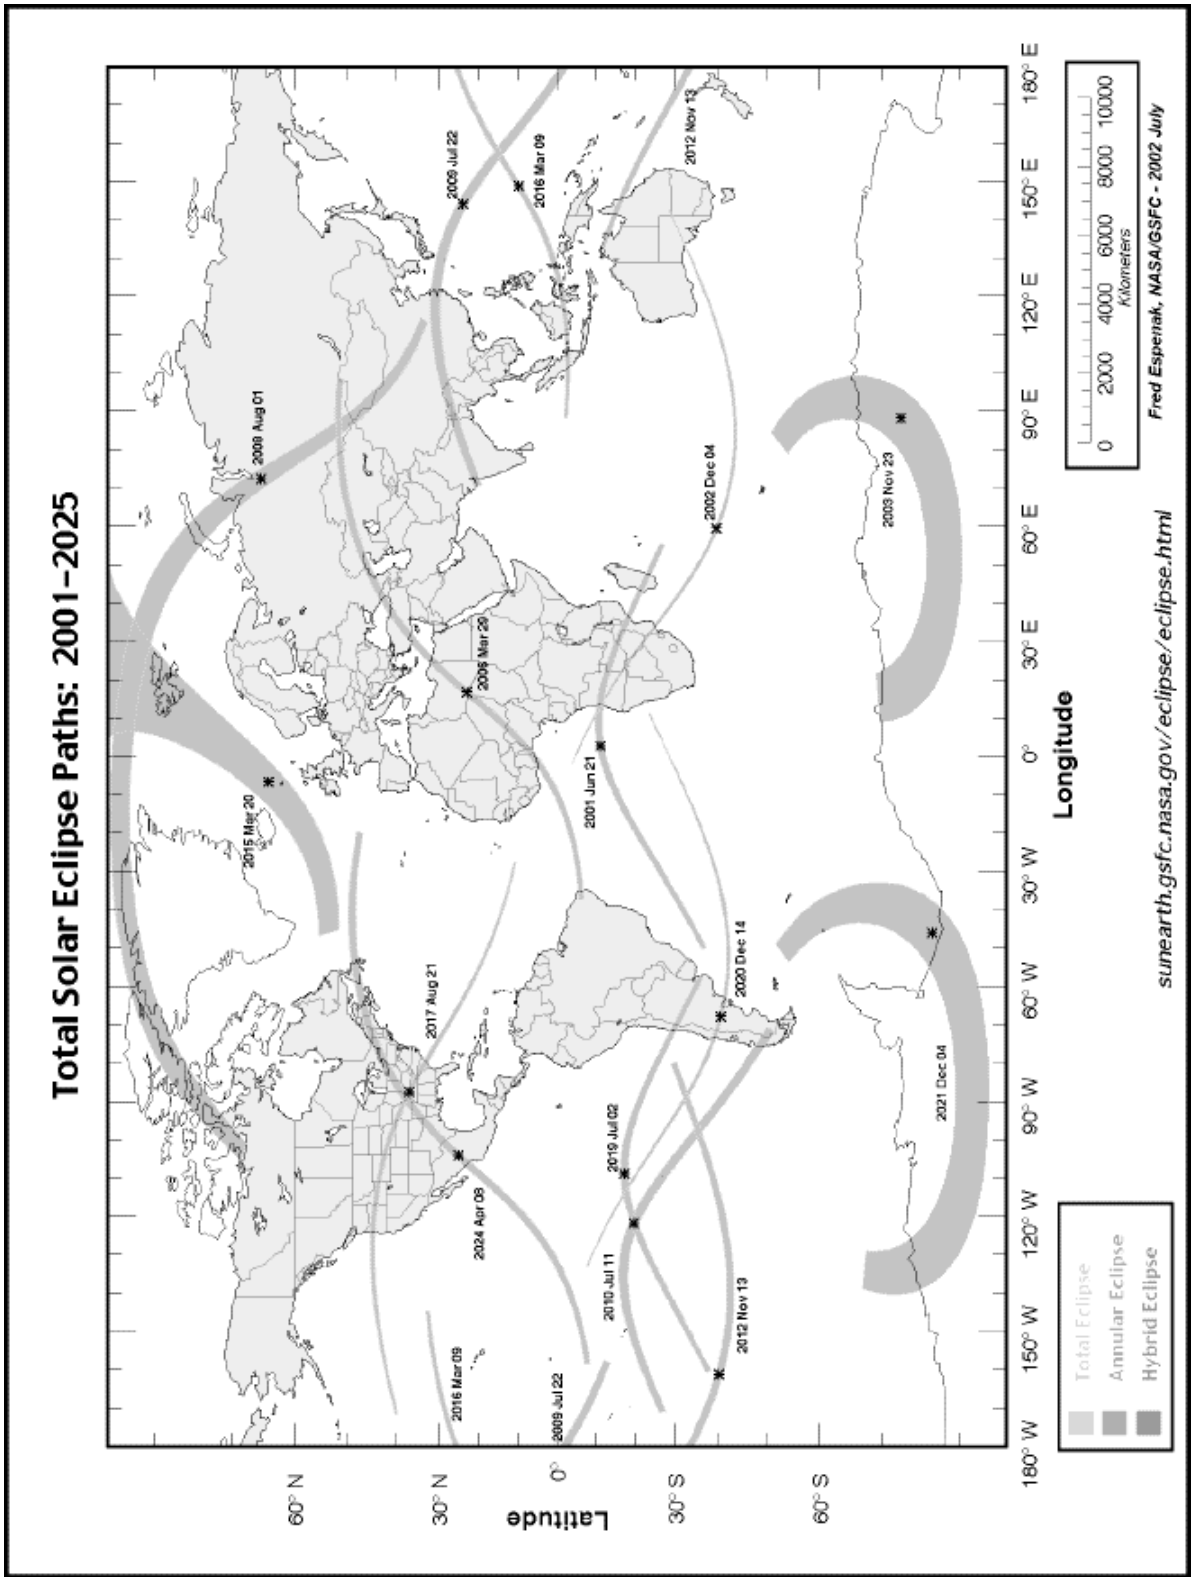 Total Solar Eclipse Paths: 2001–2025
2008 Aug 01
2009 Jul 22
2016 Mar 09
2012 Nov 13
2015 Mar 20
2006 Mar 29
2002 Dec 04
2003 Nov 23
2001 Jun 21
2017 Aug 21
2020 Dec 14
2024 Apr 08
2019 Jul 02
2010 Jul 11
2021 Dec 04
2016 Mar 09
2009 Jul 22
2012 Nov 13
60° N
30° N
0°
30° S
60° S
Latitude
180° W
150° W
120° W
90° W
60° W
30° W
0°
30° E
60° E
90° E
120° E
150° E
180° E
Longitude
Total Eclipse
Annular Eclipse
Hybrid Eclipse
0 2000 4000 6000 8000 10000
Kilometers
Fred Espenak, NASA/GSFC - 2002 July
sunearth.gsfc.nasa.gov/eclipse/eclipse.html